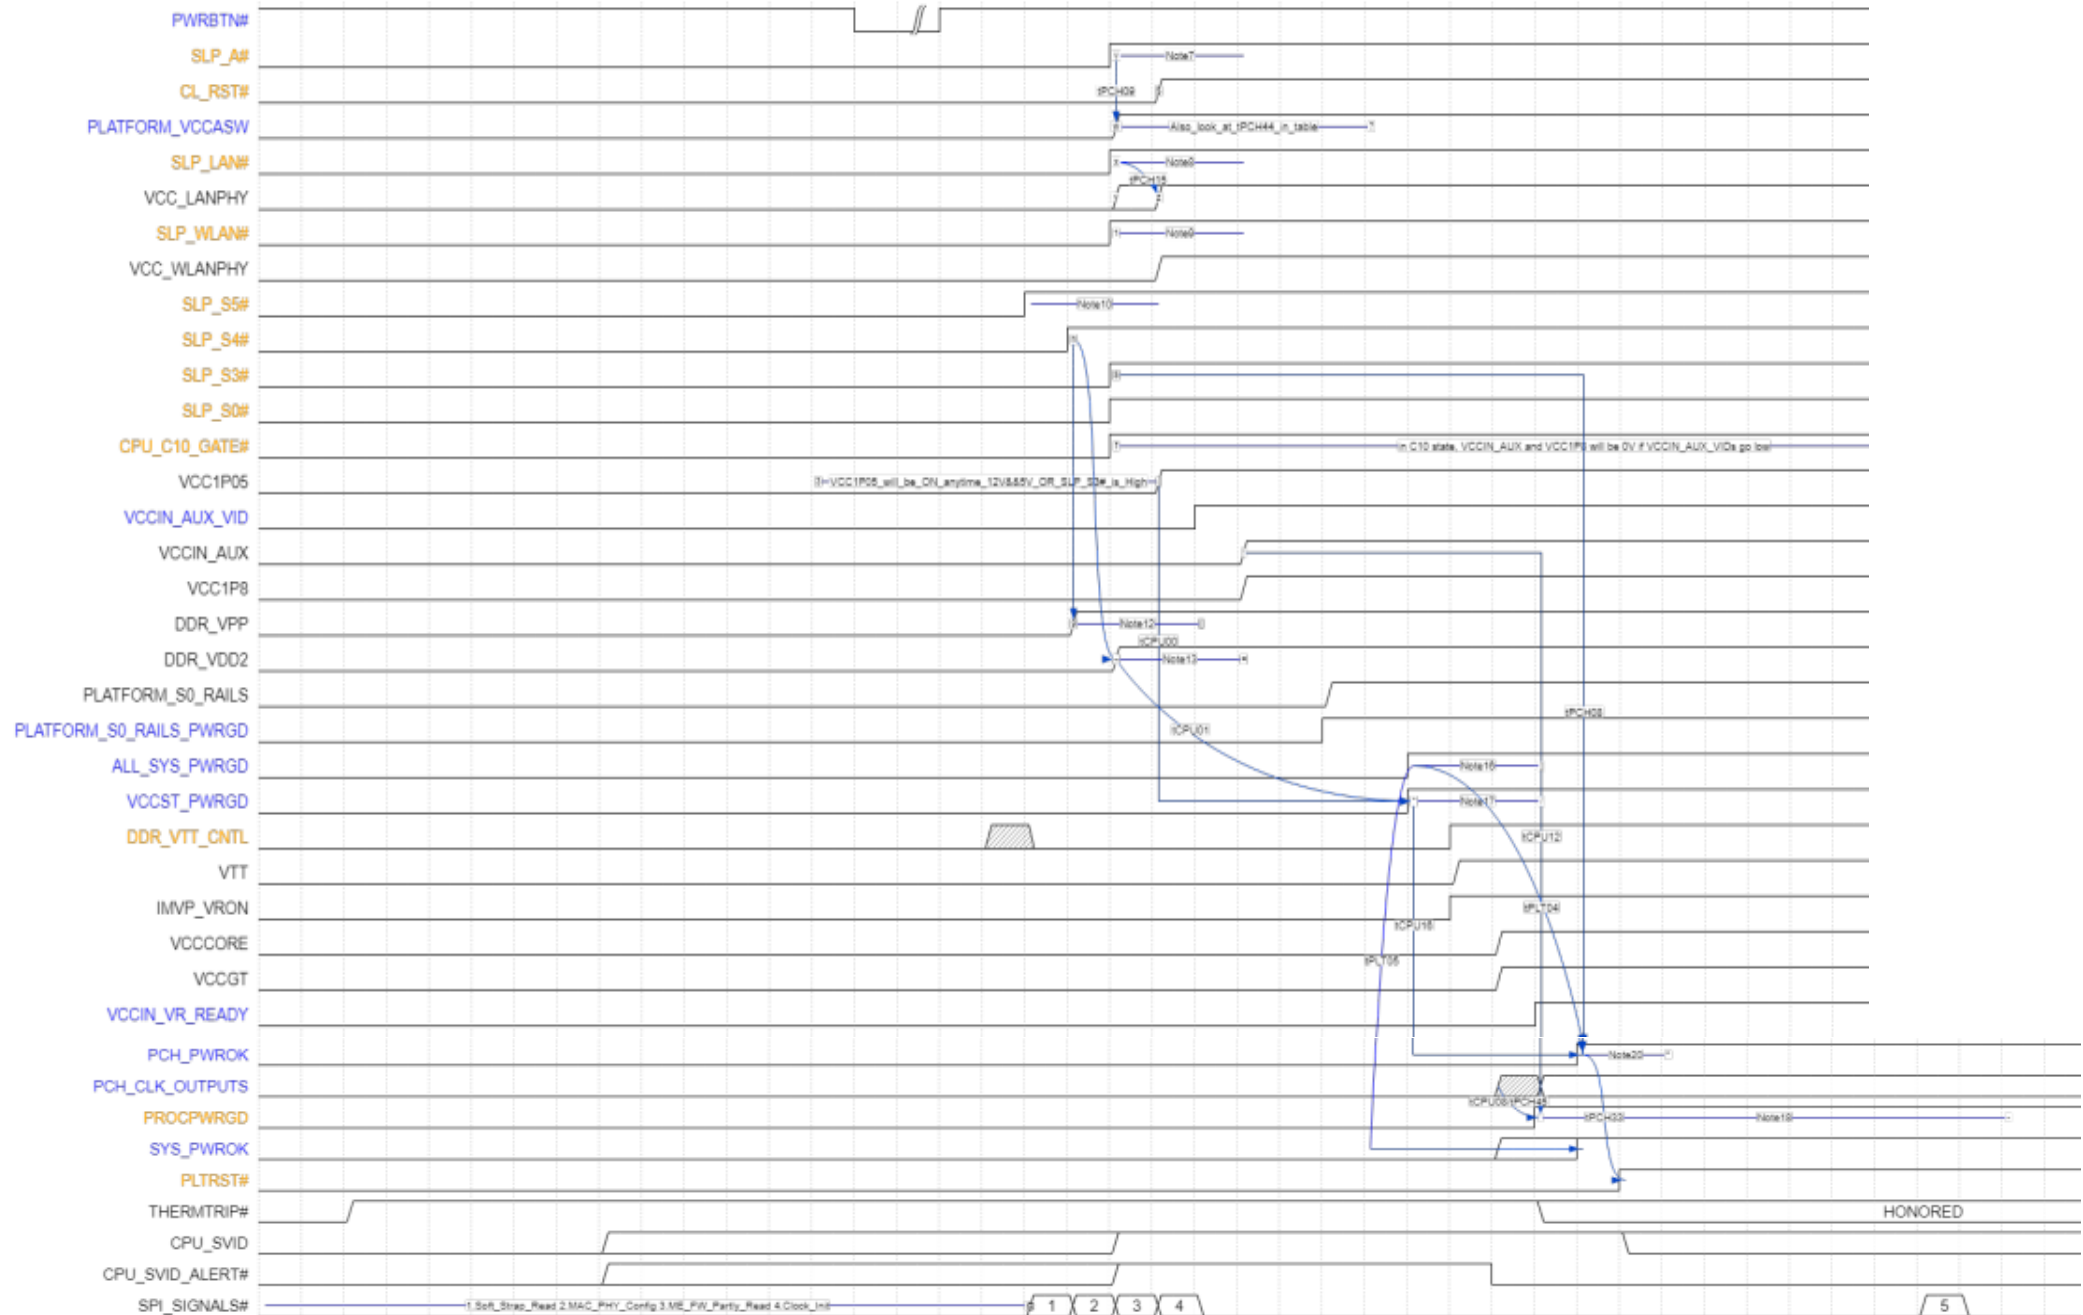 PWRBTN#
SLP_A#
Note7
CL_RST#
tPCH09
PLATFORM_VCCASW
Also_look_at_tPCH44_in_table
SLP_LAN#
Note8
tPCH15
VCC_LANPHY
SLP_WLAN#
Note9
VCC_WLANPHY
SLP_S5#
Note10
SLP_S4#
SLP_S3#
SLP_S0#
CPU_C10_GATE#
in C10 state, VCCIN_AUX and VCC1P8 will be 0V if VCCIN_AUX_VIDs go low
VCC1P05
VCC1P05_will_be_ON_anytime_12V&&5V_OR_SLP_S3#_is_High
VCCIN_AUX_VID
VCCIN_AUX
VCC1P8
DDR_VPP
Note12
tCPU00
DDR_VDD2
Note13
PLATFORM_S0_RAILS
tPCH08
PLATFORM_S0_RAILS_PWRGD
tCPU01
ALL_SYS_PWRGD
Note16
VCCST_PWRGD
Note17
DDR_VTT_CNTL
tCPU12
VTT
IMVP_VRON
tPLT04
tCPU16
VCCCORE
tPLT05
VCCGT
VCCIN_VR_READY
PCH_PWROK
Note20
PCH_CLK_OUTPUTS
tCPU08
tPCH45
PROCPWRGD
tPCH33
Note19
SYS_PWROK
PLTRST#
THERMTRIP#
HONORED
CPU_SVID
CPU_SVID_ALERT#
SPI_SIGNALS#
1.Soft_Strap_Read 2.MAC_PHY_Config 3.ME_FW_Partly_Read 4.Clock_Init
1 2 3 4 5